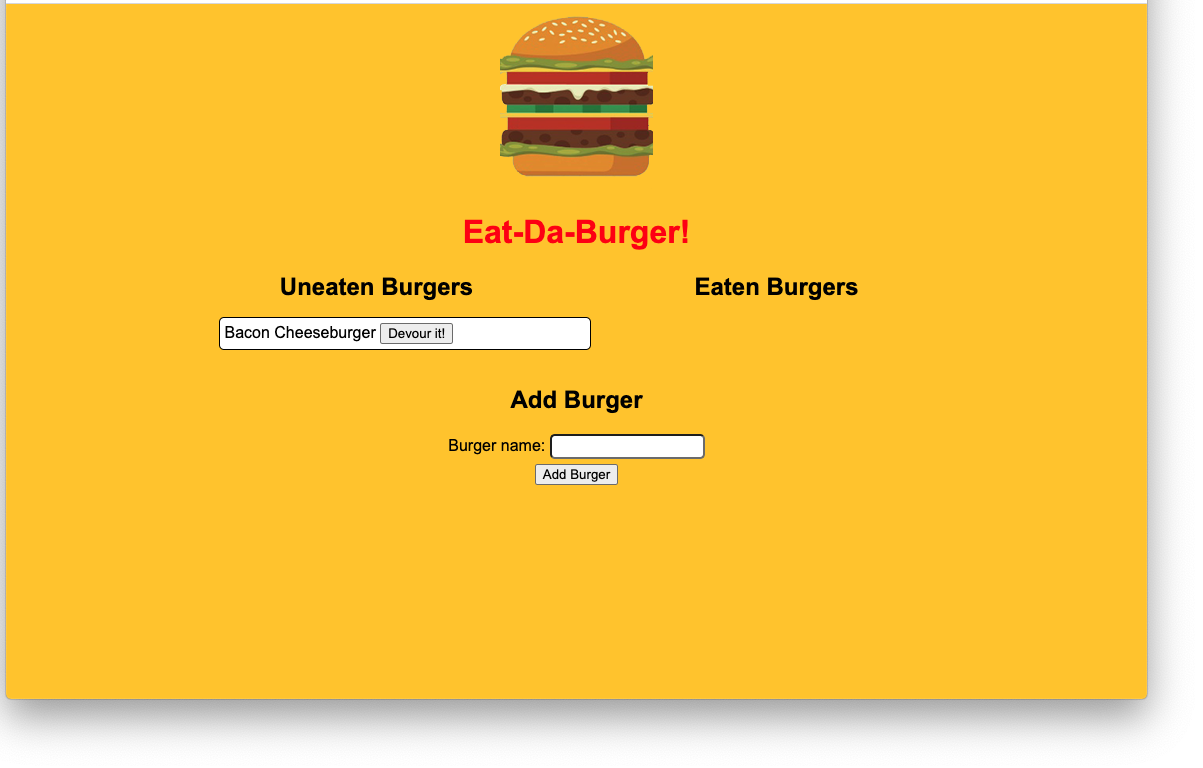 Eat-Da-Burger!
Uneaten Burgers
Eaten Burgers
Bacon Cheeseburger Devour it!
Add Burger
Burger name:
Add Burger